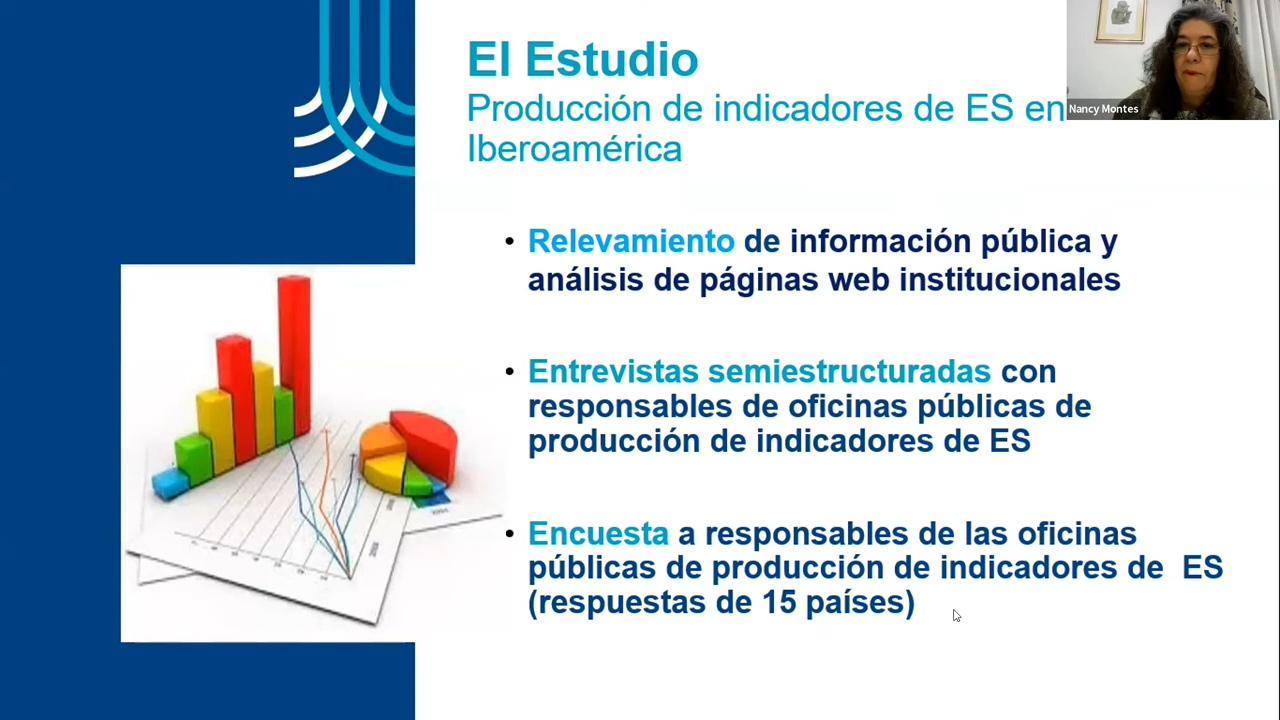 El Estudio
Producción de indicadores de ES en
Iberoamérica
Nancy Montes
• Relevamiento de información pública y
análisis de páginas web institucionales
• Entrevistas semiestructuradas con
responsables de oficinas públicas de
producción de indicadores de ES
• Encuesta a responsables de las oficinas
públicas de producción de indicadores de  ES
(respuestas de 15 países)